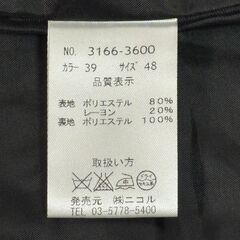 NO. 3166-3600
カラー 39 サイズ 48
品質表示
表地 ポリエステル 80%
レーヨン 20%
裏地 ポリエステル 100%
取扱い方
発売元 (株)ニコル
TEL 03-5778-5400